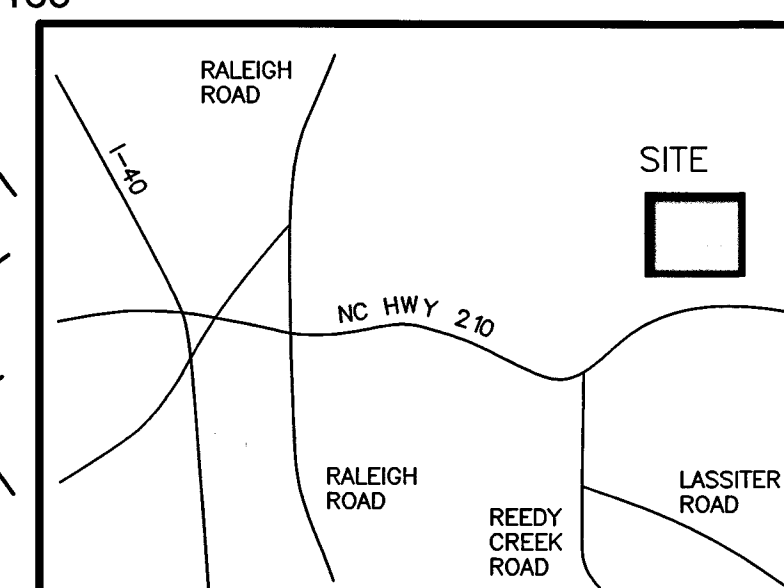 RALEIGH
ROAD
I-40
SITE
NC HWY 210
RALEIGH
ROAD
LASSITER
ROAD
REEDY
CREEK
ROAD